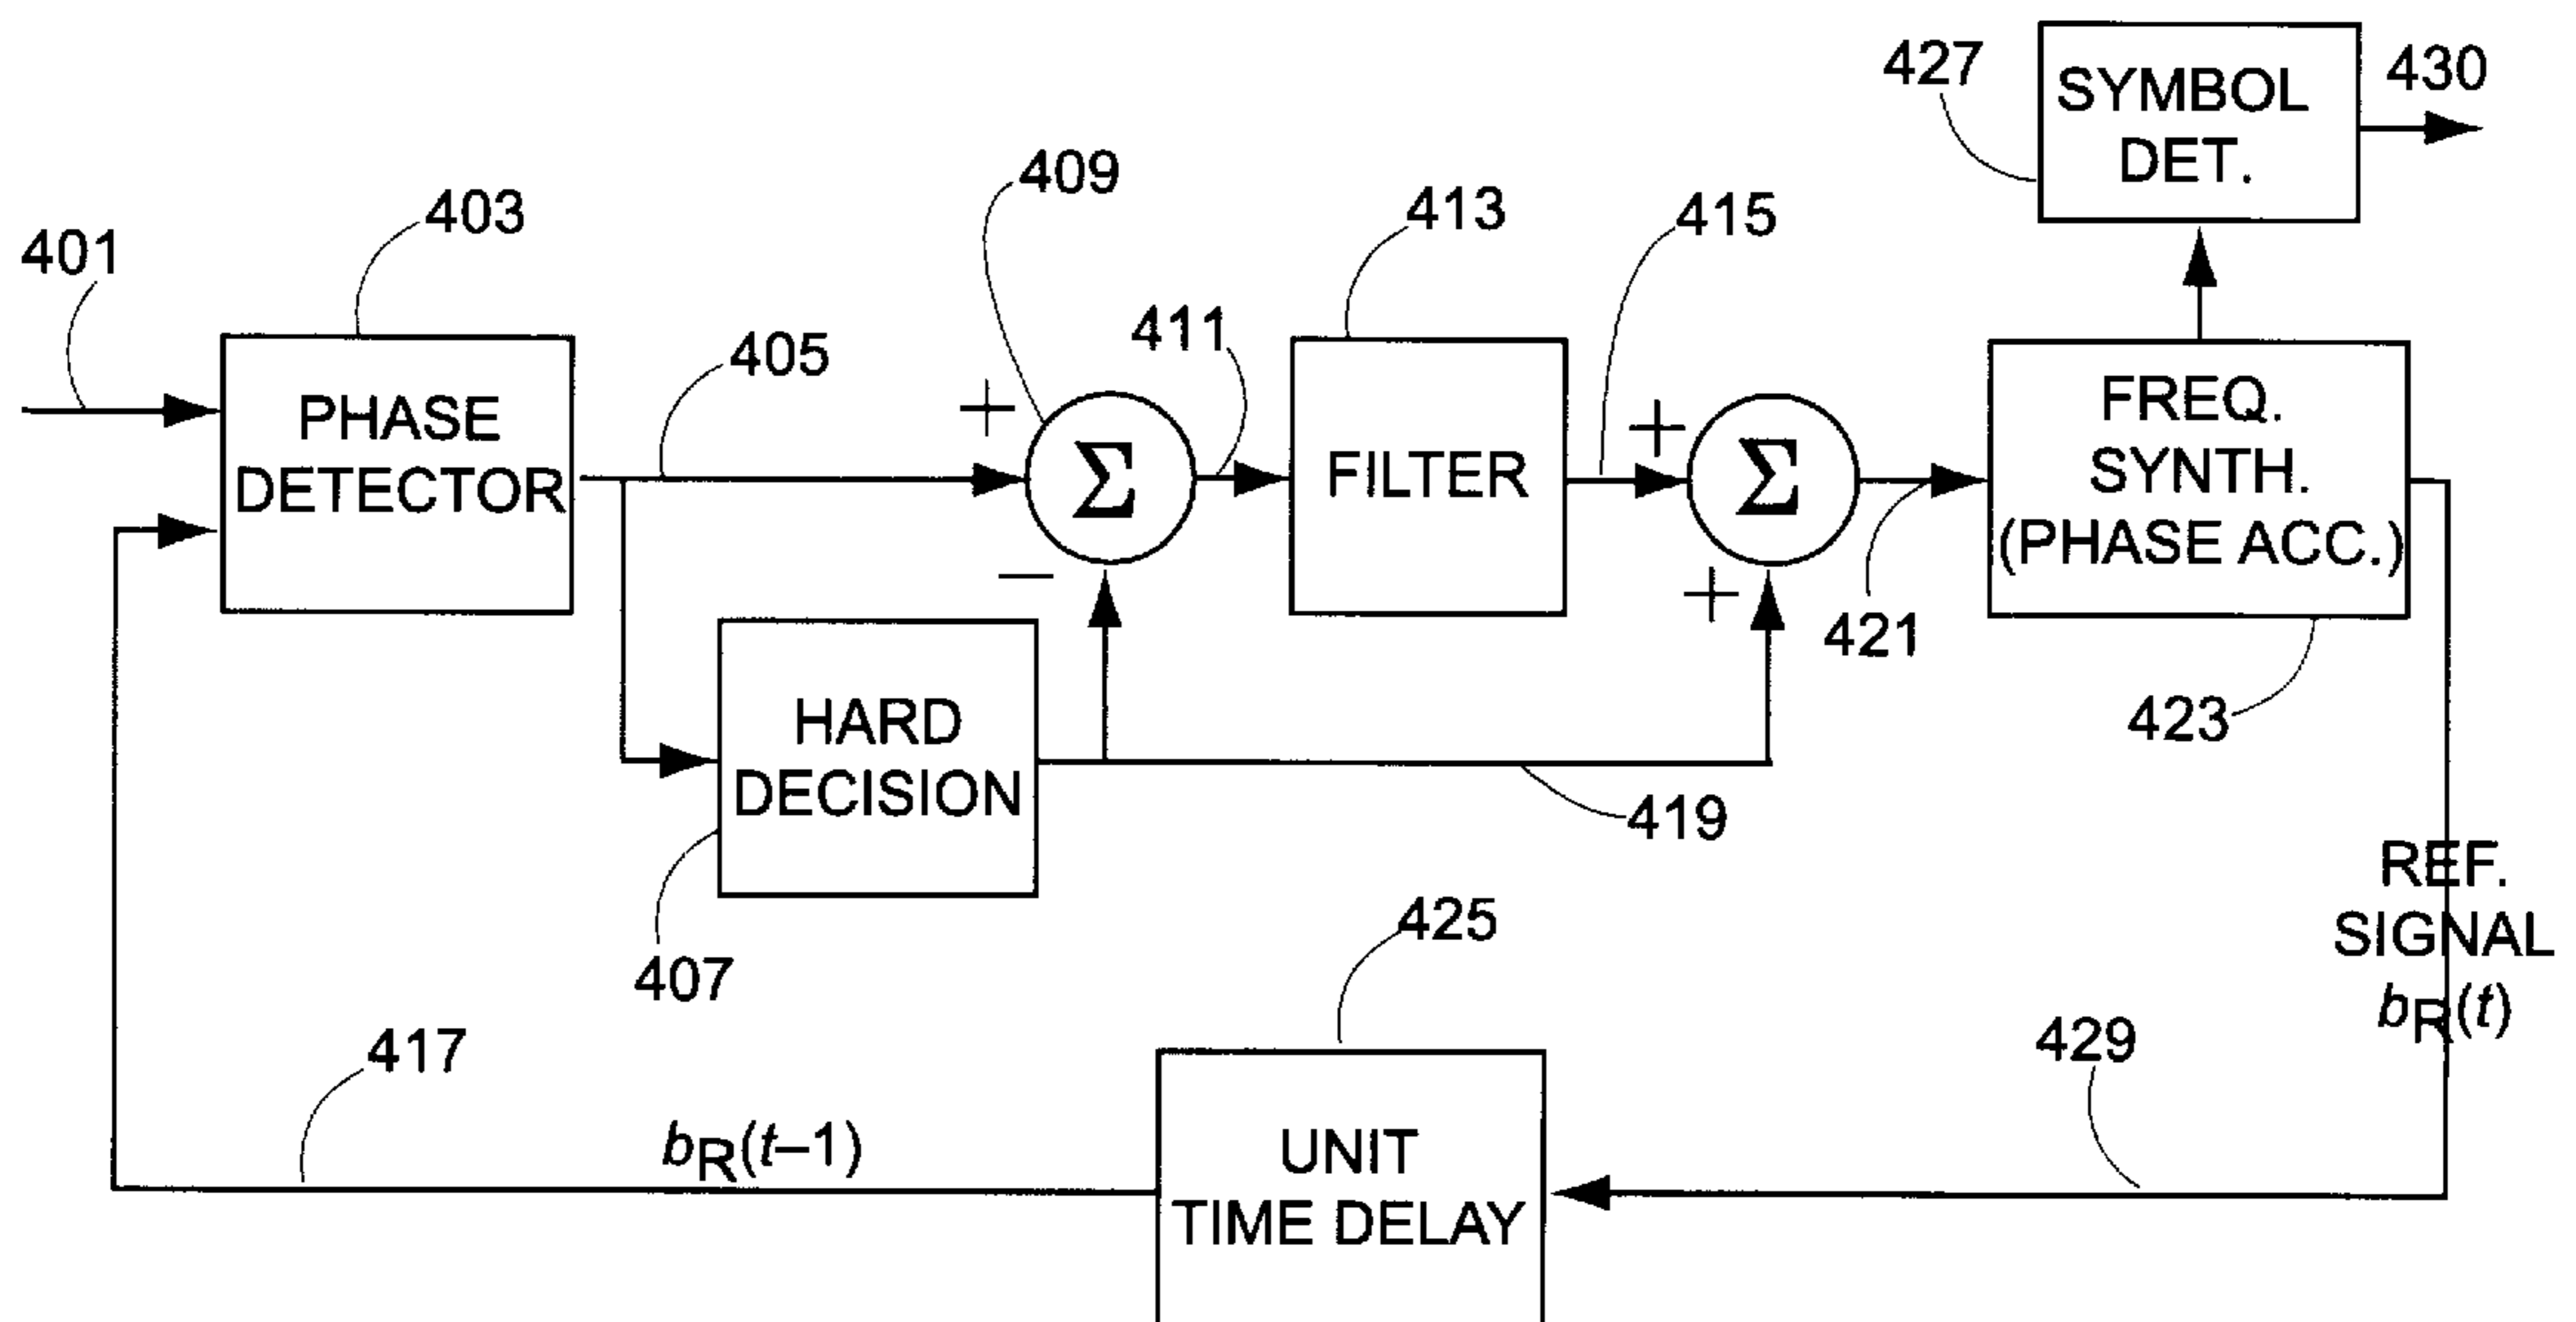 427
SYMBOL
DET.
430
409
403
413
415
401
411
405
+
Σ
−
PHASE
DETECTOR
FILTER
+
Σ
+
FREQ.
SYNTH.
(PHASE ACC.)
421
423
HARD
DECISION
419
407
REF.
SIGNAL
bR(t)
425
417
429
bR(t–1)
UNIT
TIME DELAY